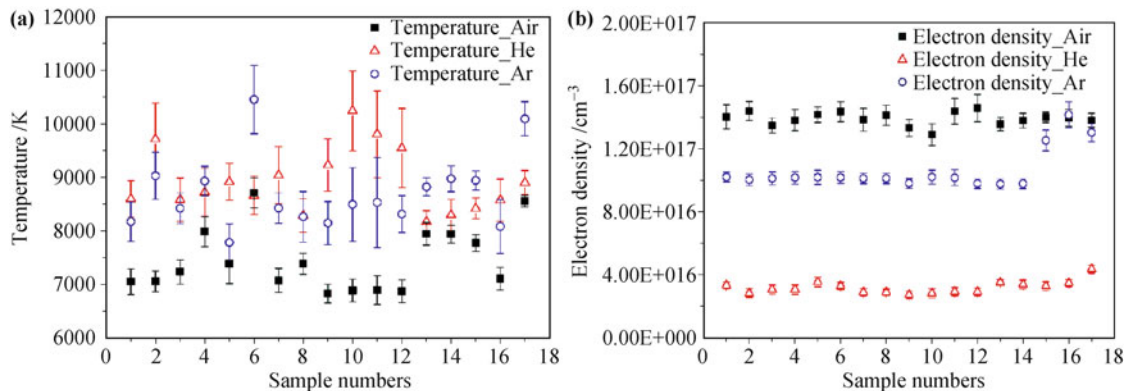 (a)
12000
11000
10000
9000
8000
7000
6000
Temperature /K
Temperature_Air
Temperature_He
Temperature_Ar
0 2 4 6 8 10 12 14 16 18
Sample numbers
(b)
2.00E+017
1.60E+017
1.20E+017
8.00E+016
4.00E+016
0.00E+000
Electron density /cm⁻³
Electron density_Air
Electron density_He
Electron density_Ar
0 2 4 6 8 10 12 14 16 18
Sample numbers